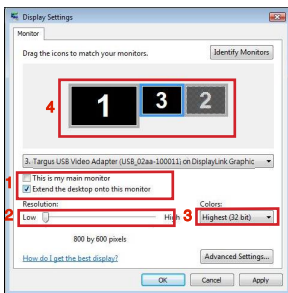 Display Settings
Monitor
Drag the icons to match your monitors.
Identify Monitors
4
1
3
2
3. Targus USB Video Adapter (USB_02aa-100011) on DisplayLink Graphic
1
This is my main monitor
Extend the desktop onto this monitor
Resolution:
Colors:
2
Low
High
3
Highest (32 bit)
800 by 600 pixels
How do I get the best display?
Advanced Settings...
OK
Cancel
Apply